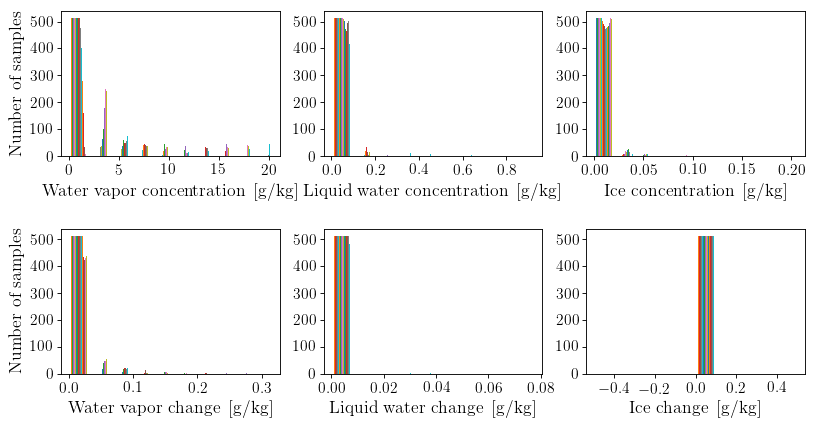 500
400
300
200
100
0
Number of samples
0 5 10 15 20
Water vapor concentration [g/kg]
500
400
300
200
100
0
0.0 0.2 0.4 0.6 0.8
Liquid water concentration [g/kg]
500
400
300
200
100
0
0.00 0.05 0.10 0.15 0.20
Ice concentration [g/kg]
500
400
300
200
100
0
Number of samples
0.0 0.1 0.2 0.3
Water vapor change [g/kg]
500
400
300
200
100
0
0.00 0.02 0.04 0.06 0.08
Liquid water change [g/kg]
500
400
300
200
100
0
−0.4 −0.2 0.0 0.2 0.4
Ice change [g/kg]